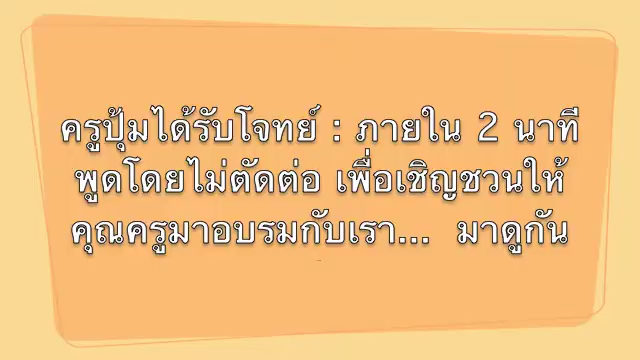 ครูปุ้มได้รับโจทย์ : ภายใน 2 นาที
พูดโดยไม่ตัดต่อ เพื่อเชิญชวนให้
คุณครูมาอบรมกับเรา... มาดูกัน